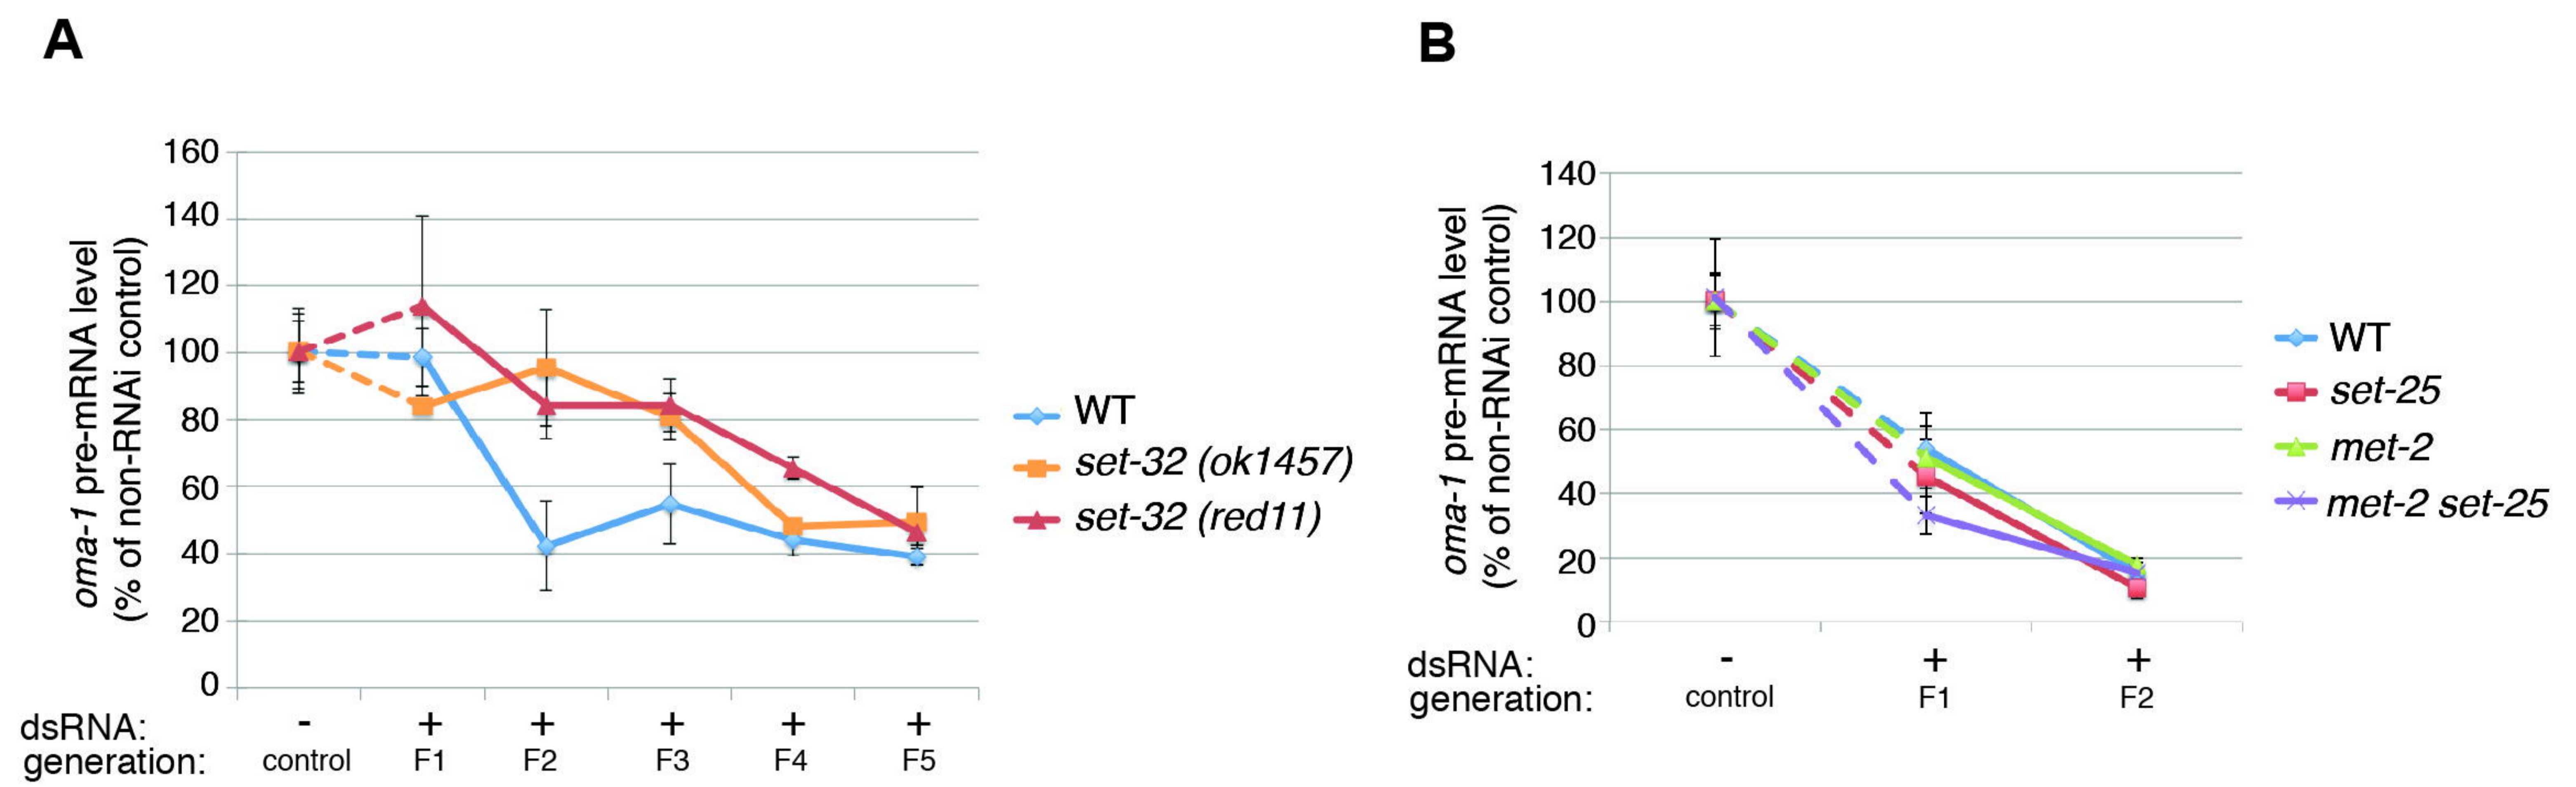 A
oma-1 pre-mRNA level
(% of non-RNAi control)
160
140
120
100
80
60
40
20
0
dsRNA: - + + + + +
generation: control F1 F2 F3 F4 F5
WT
set-32 (ok1457)
set-32 (red11)
B
oma-1 pre-mRNA level
(% of non-RNAi control)
140
120
100
80
60
40
20
0
dsRNA: - + +
generation: control F1 F2
WT
set-25
met-2
met-2 set-25